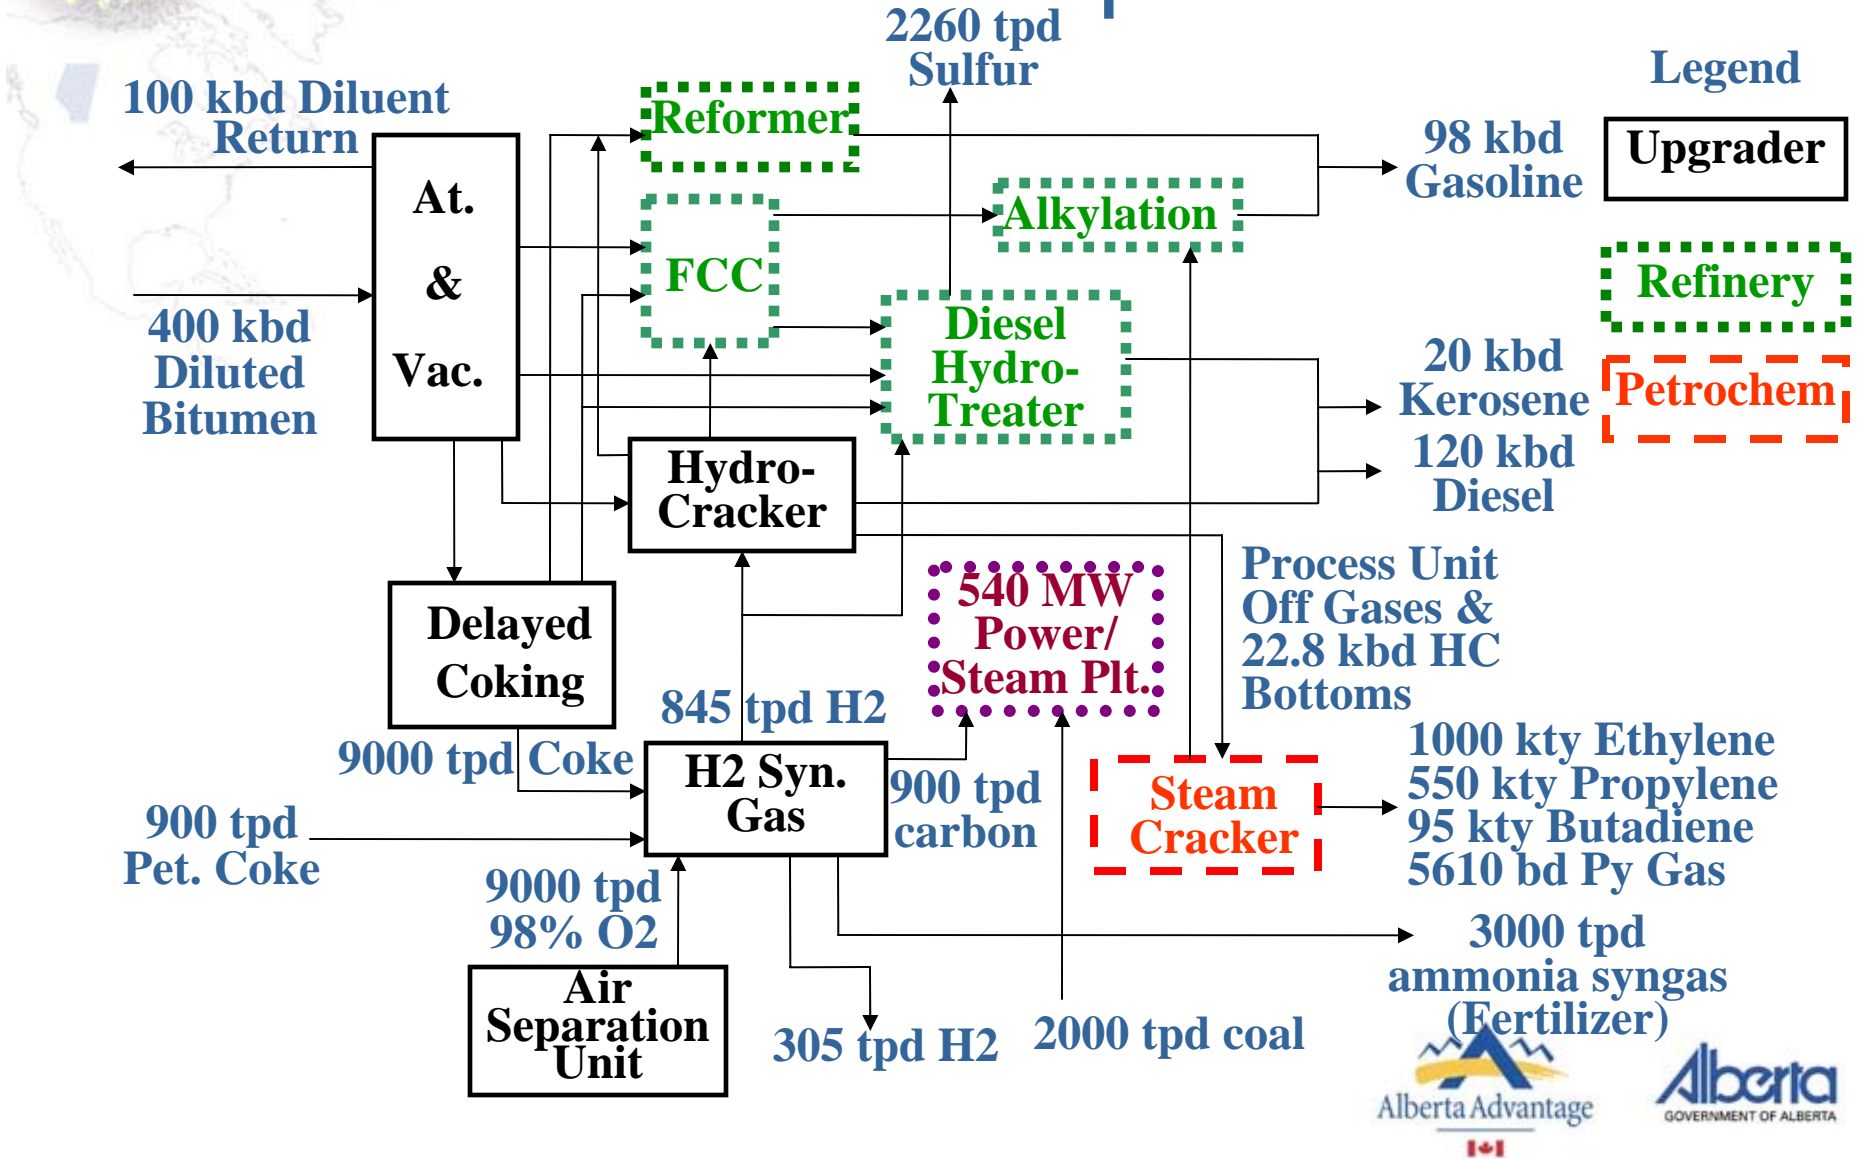 2260 tpd
Sulfur
Legend
100 kbd Diluent
Return
Reformer
98 kbd
Gasoline
Upgrader
At.
&
Vac.
Alkylation
FCC
Refinery
400 kbd
Diluted
Bitumen
Diesel
Hydro-
Treater
20 kbd
Kerosene
Petrochem
120 kbd
Diesel
Hydro-
Cracker
Process Unit
Off Gases &
22.8 kbd HC
Bottoms
540 MW
Power/
Steam Plt.
Delayed
Coking
845 tpd H2
9000 tpd Coke
H2 Syn.
Gas
900 tpd
carbon
Steam
Cracker
1000 kty Ethylene
550 kty Propylene
95 kty Butadiene
5610 bd Py Gas
900 tpd
Pet. Coke
9000 tpd
98% O2
3000 tpd
ammonia syngas
(Fertilizer)
Air
Separation
Unit
305 tpd H2
2000 tpd coal
Alberta Advantage
Alberta
GOVERNMENT OF ALBERTA